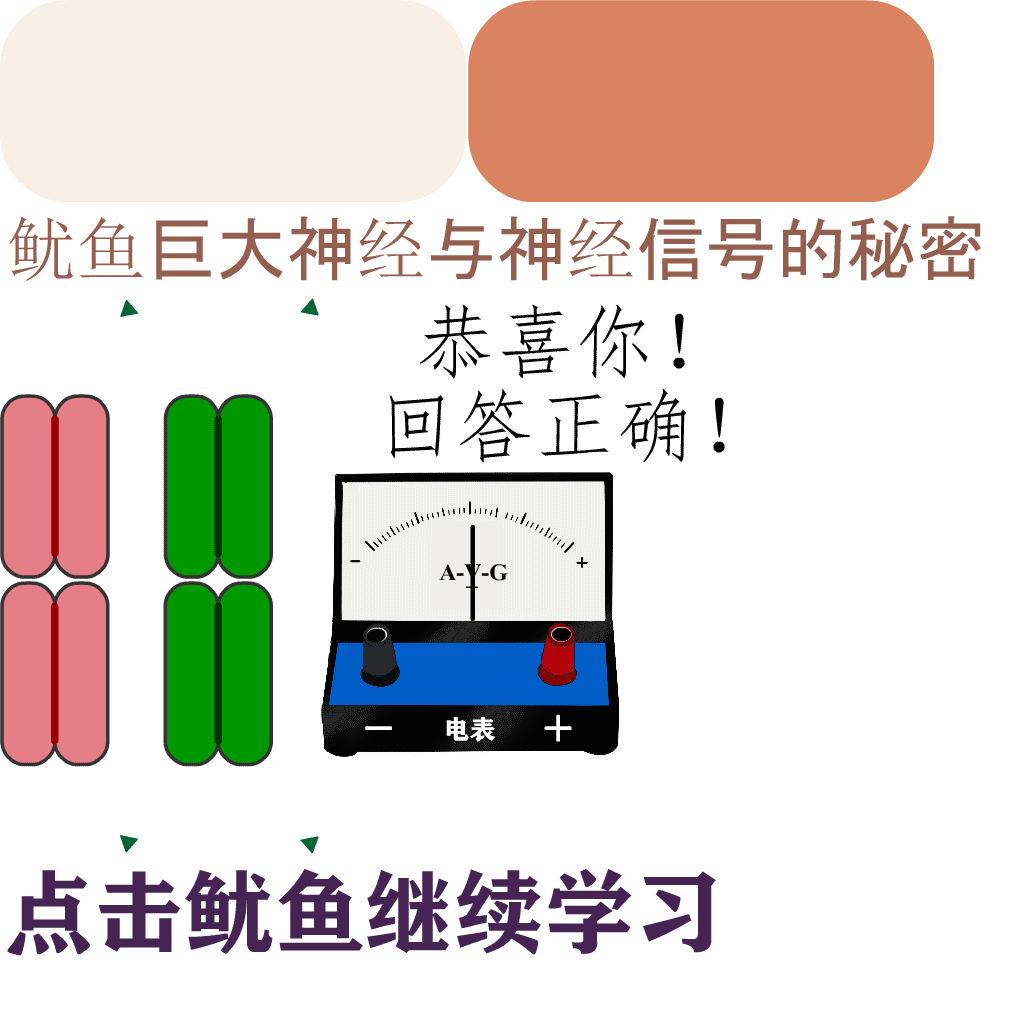 鱿鱼巨大神经与神经信号的秘密
恭喜你！
回答正确！
- +
A-V-G
— 电表 +
点击鱿鱼继续学习